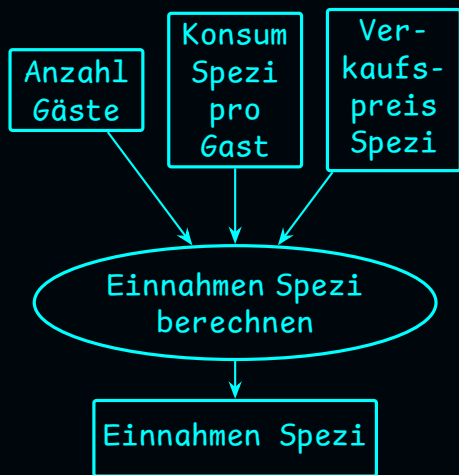 Anzahl
Gäste
Konsum
Spezi
pro
Gast
Ver-
kaufs-
preis
Spezi
Einnahmen Spezi
berechnen
Einnahmen Spezi